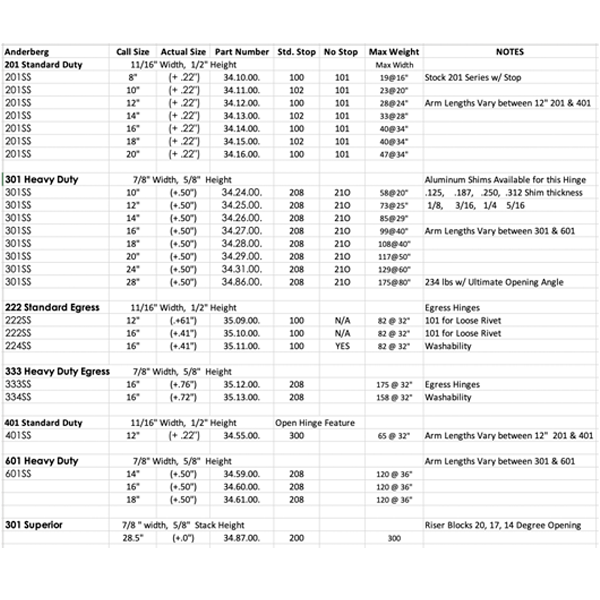 Anderberg Call Size Actual Size Part Number Std. Stop No Stop Max Weight NOTES
201 Standard Duty 11/16" Width, 1/2" Height Max Width
201SS 8" (+ .22") 34.10.00. 100 101 19@16" Stock 201 Series w/ Stop
201SS 10" (+ .22") 34.11.00. 102 101 23@20"
201SS 12" (+ .22") 34.12.00. 100 101 28@24" Arm Lengths Vary between 12" 201 & 401
201SS 14" (+ .22") 34.13.00. 102 101 33@28"
201SS 16" (+ .22") 34.14.00. 100 101 40@34"
201SS 18" (+ .22") 34.15.00. 102 101 40@34"
201SS 20" (+ .22") 34.16.00. 100 101 47@34"
301 Heavy Duty 7/8" Width, 5/8" Height Aluminum Shims Available for this Hinge
301SS 10" (+.50") 34.24.00. 208 210 58@20" .125, .187, .250, .312 Shim thickness
301SS 12" (+.50") 34.25.00. 208 210 73@25" 1/8, 3/16, 1/4 5/16
301SS 14" (+.50") 34.26.00. 208 210 85@29"
301SS 16" (+.50") 34.27.00. 208 210 99@40" Arm Lengths Vary between 301 & 601
301SS 18" (+.50") 34.28.00. 208 210 108@40"
301SS 20" (+.50") 34.29.00. 208 210 117@50"
301SS 24" (+.50") 34.31.00. 208 210 129@60"
301SS 28" (+.50") 34.86.00. 208 210 175@80" 234 lbs w/ Ultimate Opening Angle
222 Standard Egress 11/16" Width, 1/2" Height Egress Hinges
222SS 12" (.+61") 35.09.00. 100 N/A 82 @ 32" 101 for Loose Rivet
222SS 16" (+.41") 35.10.00. 100 N/A 82 @ 32" 101 for Loose Rivet
224SS 16" (+.41") 35.11.00. 100 YES 82 @ 32" Washability
333 Heavy Duty Egress 7/8" Width, 5/8" Height
333SS 16" (+.76") 35.12.00. 208 175 @ 32" Egress Hinges
334SS 16" (+.72") 35.13.00. 208 158 @ 32" Washability
401 Standard Duty 11/16" Width, 1/2" Height Open Hinge Feature
401SS 12" (+ .22") 34.55.00. 300 65 @ 32" Arm Lengths Vary between 12" 201 & 401
601 Heavy Duty 7/8" Width, 5/8" Height Arm Lengths Vary between 301 & 601
601SS 14" (+.50") 34.59.00. 208 120 @ 36"
16" (+.50") 34.60.00. 208 120 @ 36"
18" (+.50") 34.61.00. 208 120 @ 36"
301 Superior 7/8 " width, 5/8" Stack Height Riser Blocks 20, 17, 14 Degree Opening
28.5" (+.0") 34.87.00. 200 300